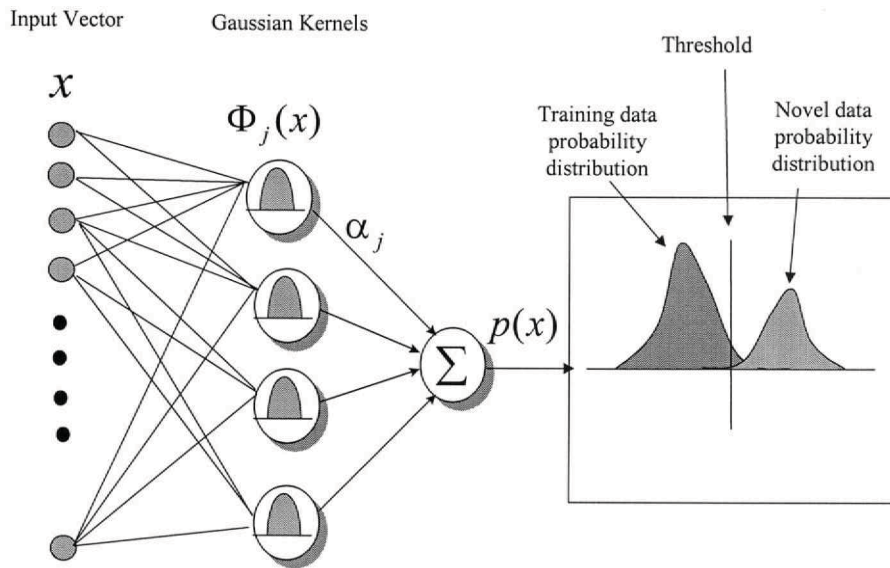 Input Vector
Gaussian Kernels
Threshold
x
Φj(x)
Training data
probability
distribution
Novel data
probability
distribution
αj
Σ
p(x)